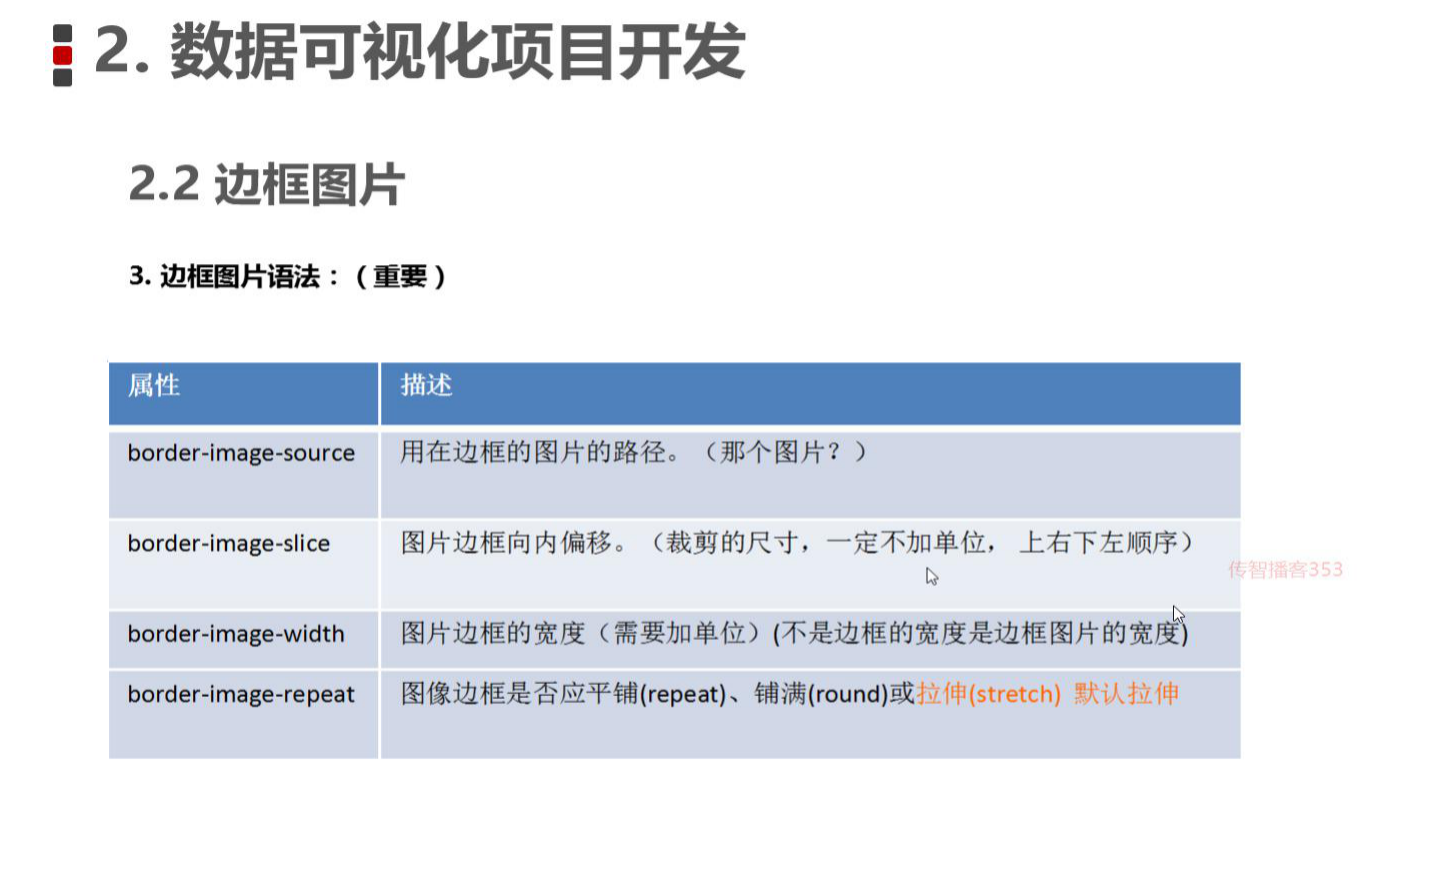 2. 数据可视化项目开发
2.2 边框图片
3. 边框图片语法：（重要）
属性 描述
border-image-source 用在边框的图片的路径。（那个图片？）
border-image-slice 图片边框向内偏移。（裁剪的尺寸，一定不加单位， 上右下左顺序）
传智播客353
border-image-width 图片边框的宽度（需要加单位）(不是边框的宽度是边框图片的宽度)
border-image-repeat 图像边框是否应平铺(repeat)、铺满(round)或拉伸(stretch) 默认拉伸